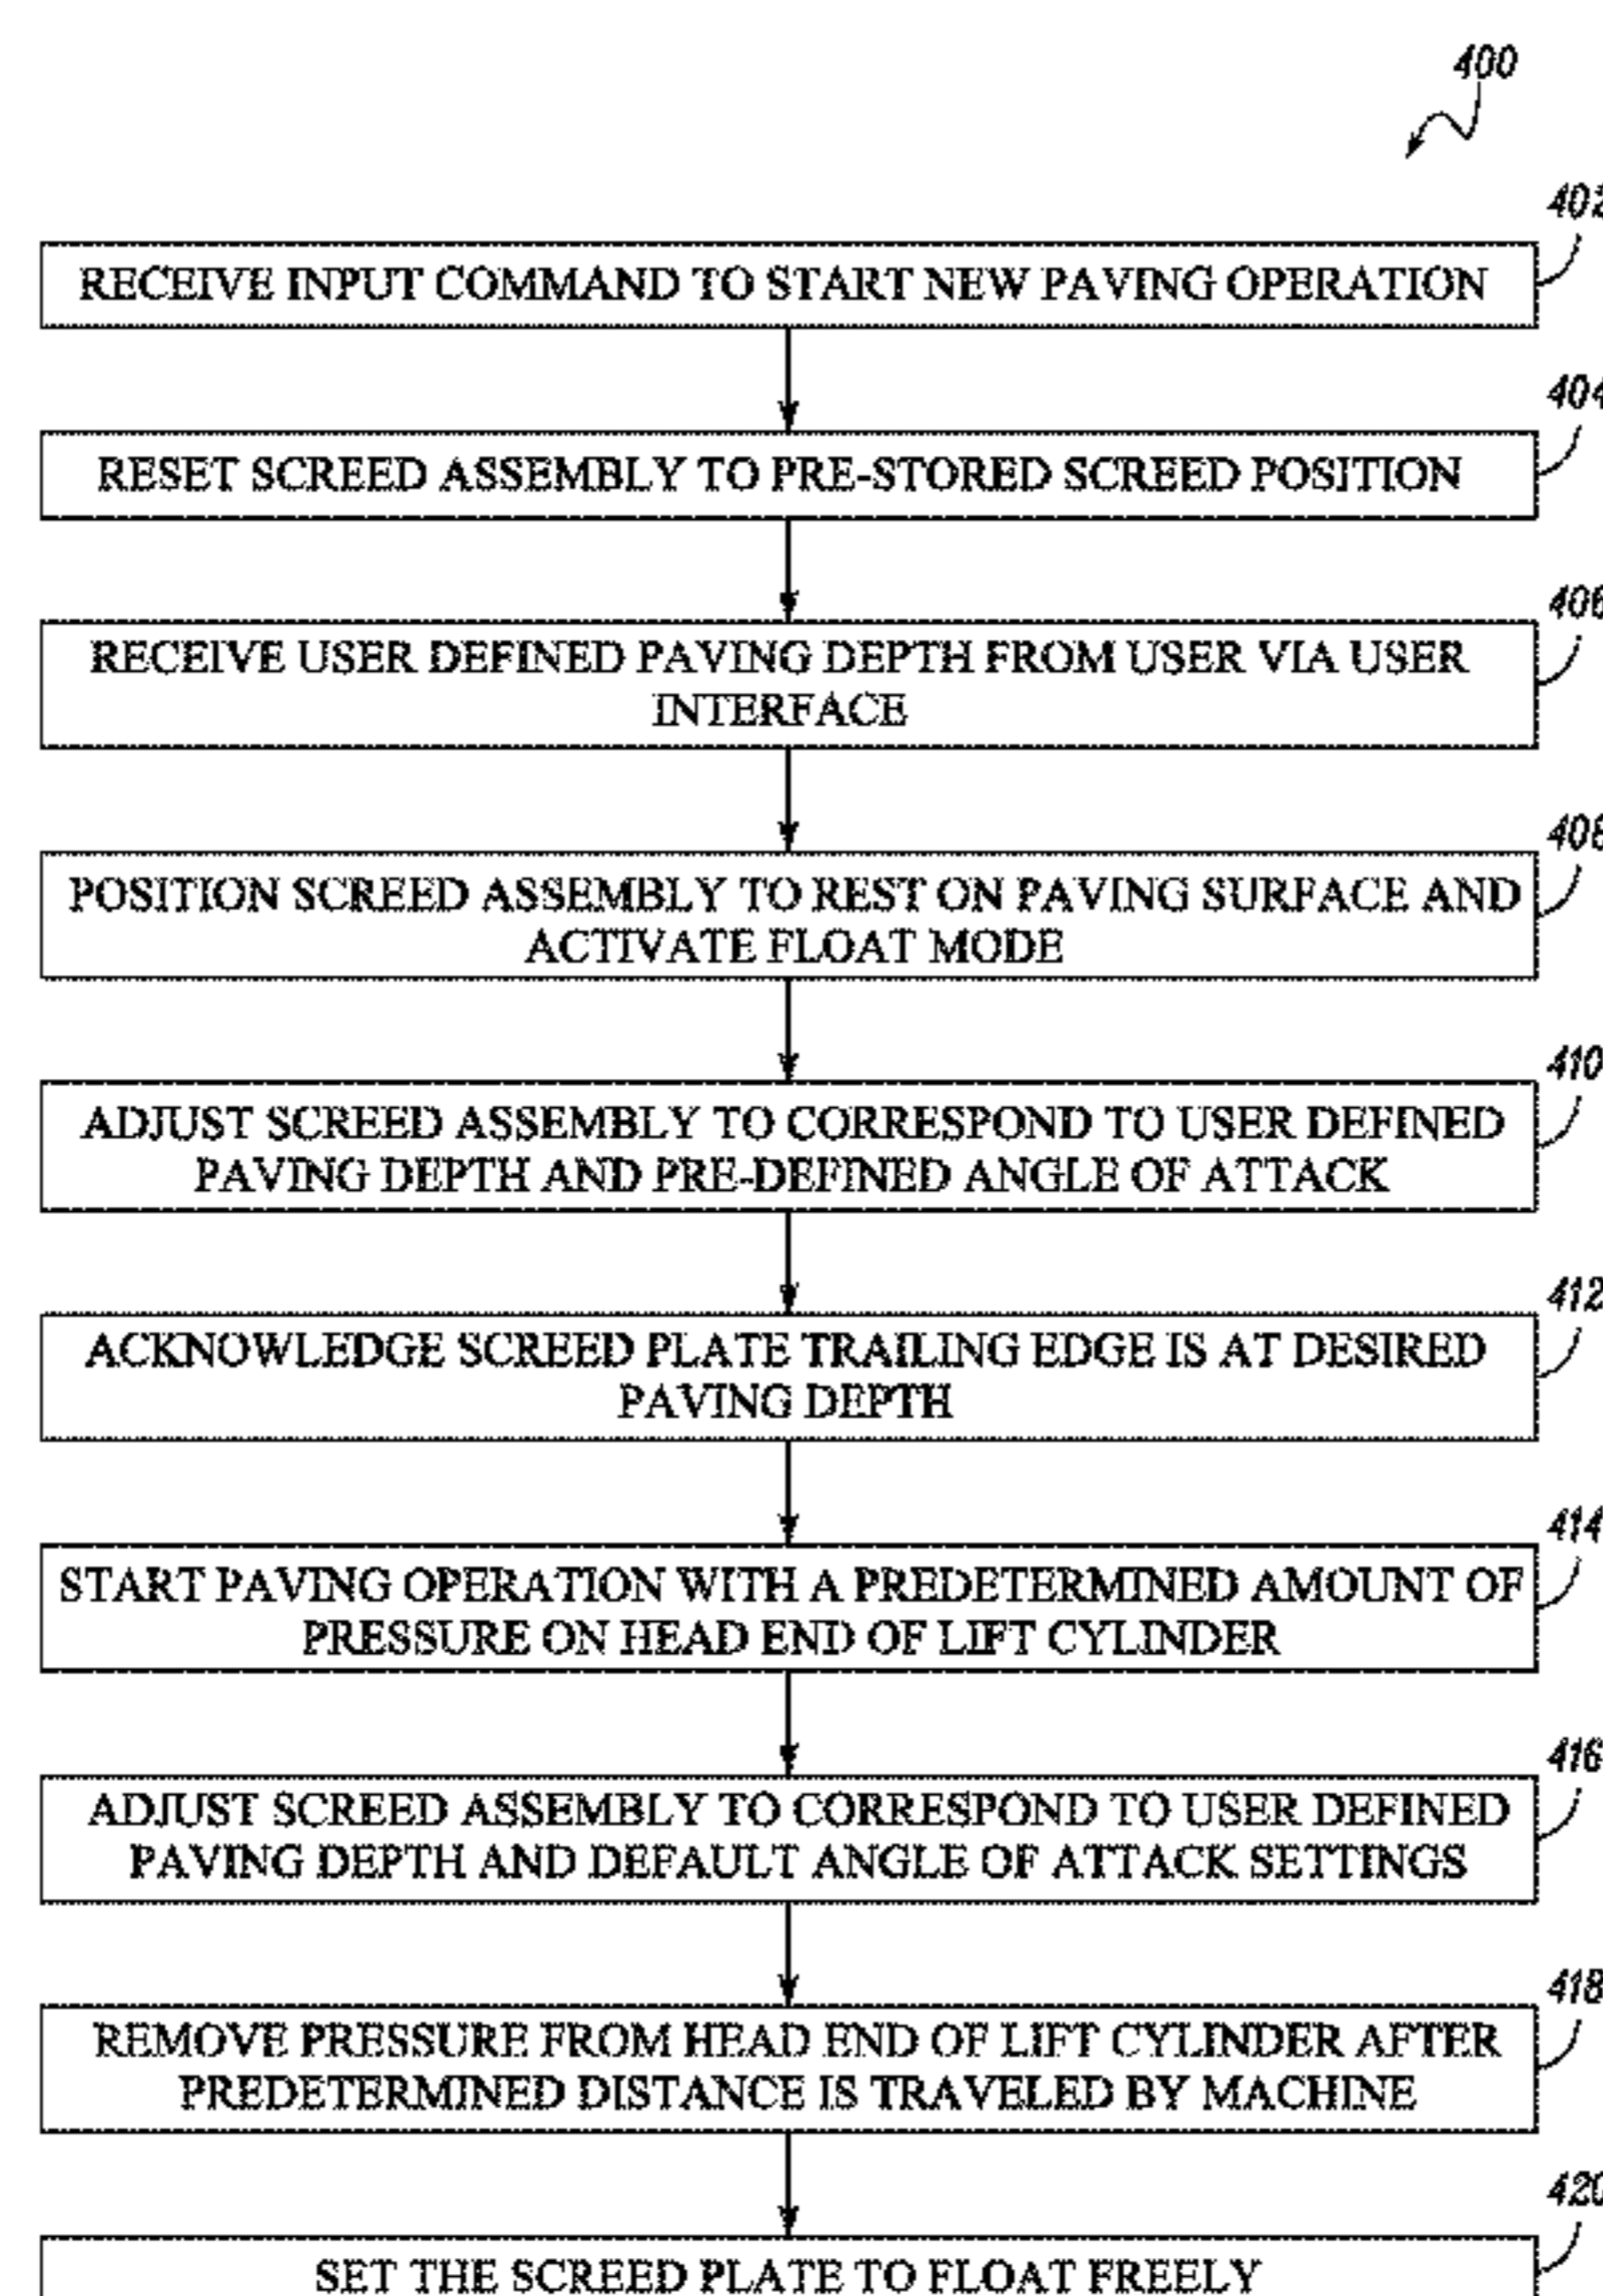 400
402
RECEIVE INPUT COMMAND TO START NEW PAVING OPERATION
404
RESET SCREED ASSEMBLY TO PRE-STORED SCREED POSITION
406
RECEIVE USER DEFINED PAVING DEPTH FROM USER VIA USER
INTERFACE
408
POSITION SCREED ASSEMBLY TO REST ON PAVING SURFACE AND
ACTIVATE FLOAT MODE
410
ADJUST SCREED ASSEMBLY TO CORRESPOND TO USER DEFINED
PAVING DEPTH AND PRE-DEFINED ANGLE OF ATTACK
412
ACKNOWLEDGE SCREED PLATE TRAILING EDGE IS AT DESIRED
PAVING DEPTH
414
START PAVING OPERATION WITH A PREDETERMINED AMOUNT OF
PRESSURE ON HEAD END OF LIFT CYLINDER
416
ADJUST SCREED ASSEMBLY TO CORRESPOND TO USER DEFINED
PAVING DEPTH AND DEFAULT ANGLE OF ATTACK SETTINGS
418
REMOVE PRESSURE FROM HEAD END OF LIFT CYLINDER AFTER
PREDETERMINED DISTANCE IS TRAVELED BY MACHINE
420
SET THE SCREED PLATE TO FLOAT FREELY